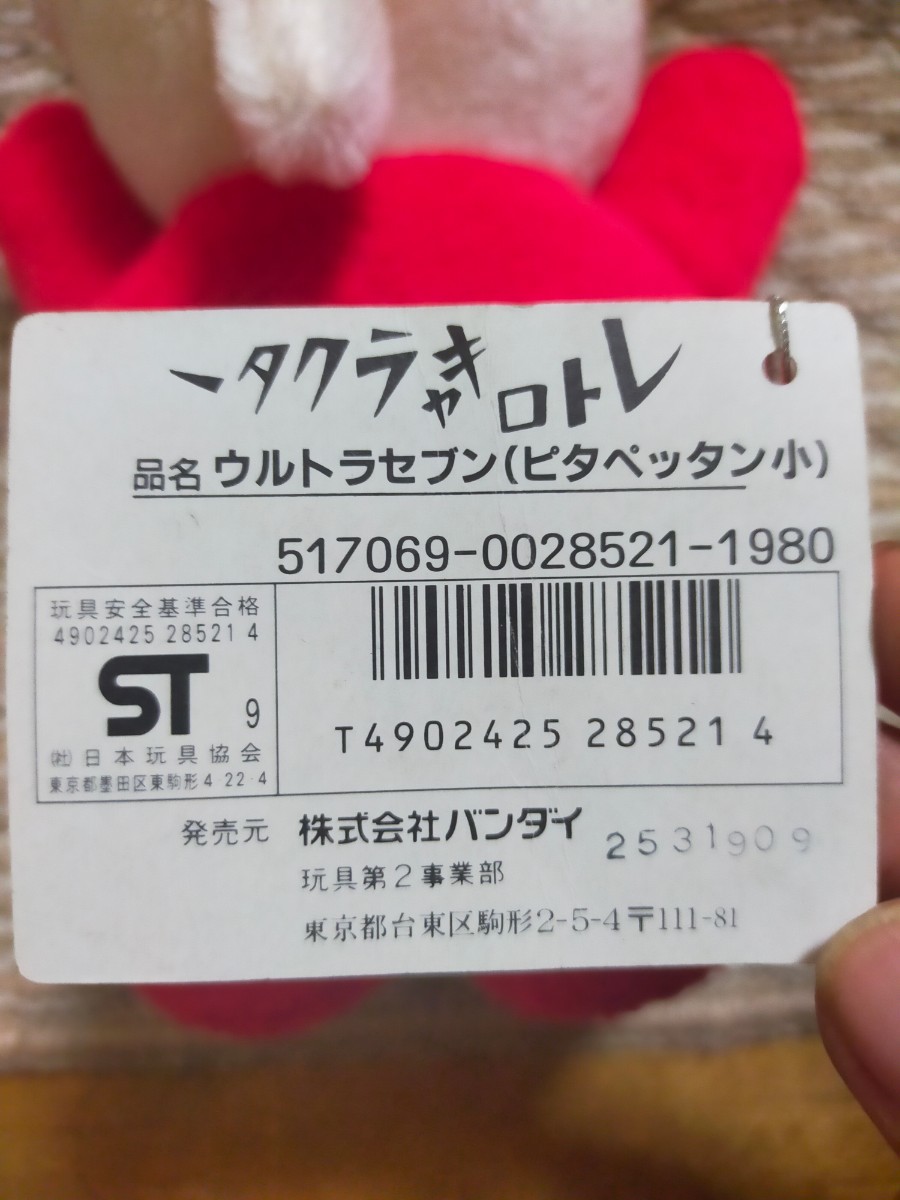 レトロキャラクター
品名 ウルトラセブン(ピタペッタン小)
517069-0028521-1980
玩具安全基準合格
4902425 28521 4
ST 9
㈳日本玩具協会
東京都墨田区東駒形4-22-4
T4902425 28521 4
発売元 株式会社バンダイ
2531909
玩具第2事業部
東京都台東区駒形2-5-4〒111-81